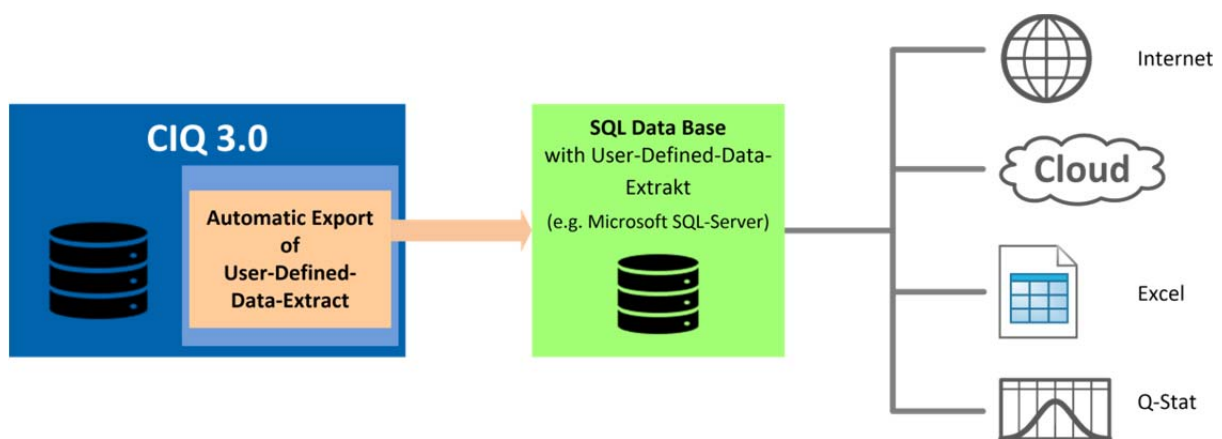 CIQ 3.0
Automatic Export
of
User-Defined-
Data-Extract
SQL Data Base
with User-Defined-Data-
Extrakt
(e.g. Microsoft SQL-Server)
Internet
Cloud
Excel
Q-Stat